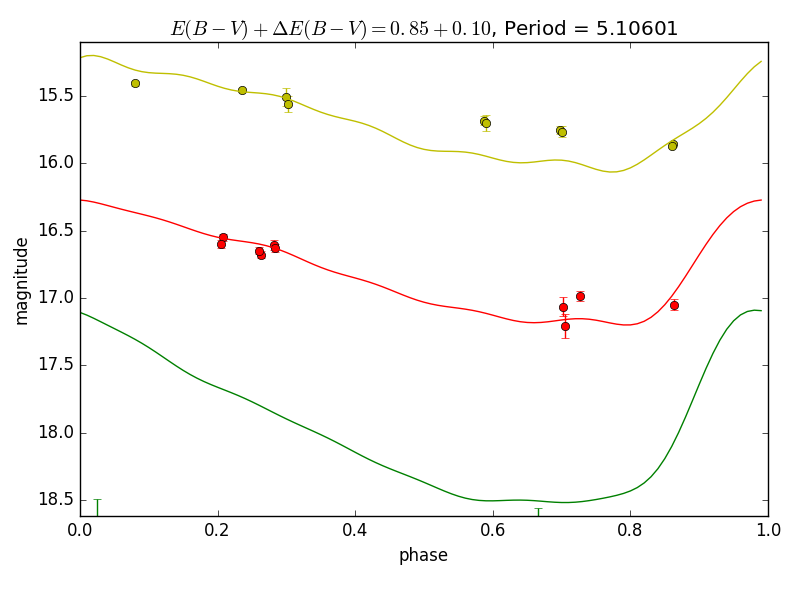 E(B − V) + ΔE(B − V) = 0.85 + 0.10, Period = 5.10601
15.5
16.0
16.5
17.0
17.5
18.0
18.5
magnitude
0.0 0.2 0.4 0.6 0.8 1.0
phase